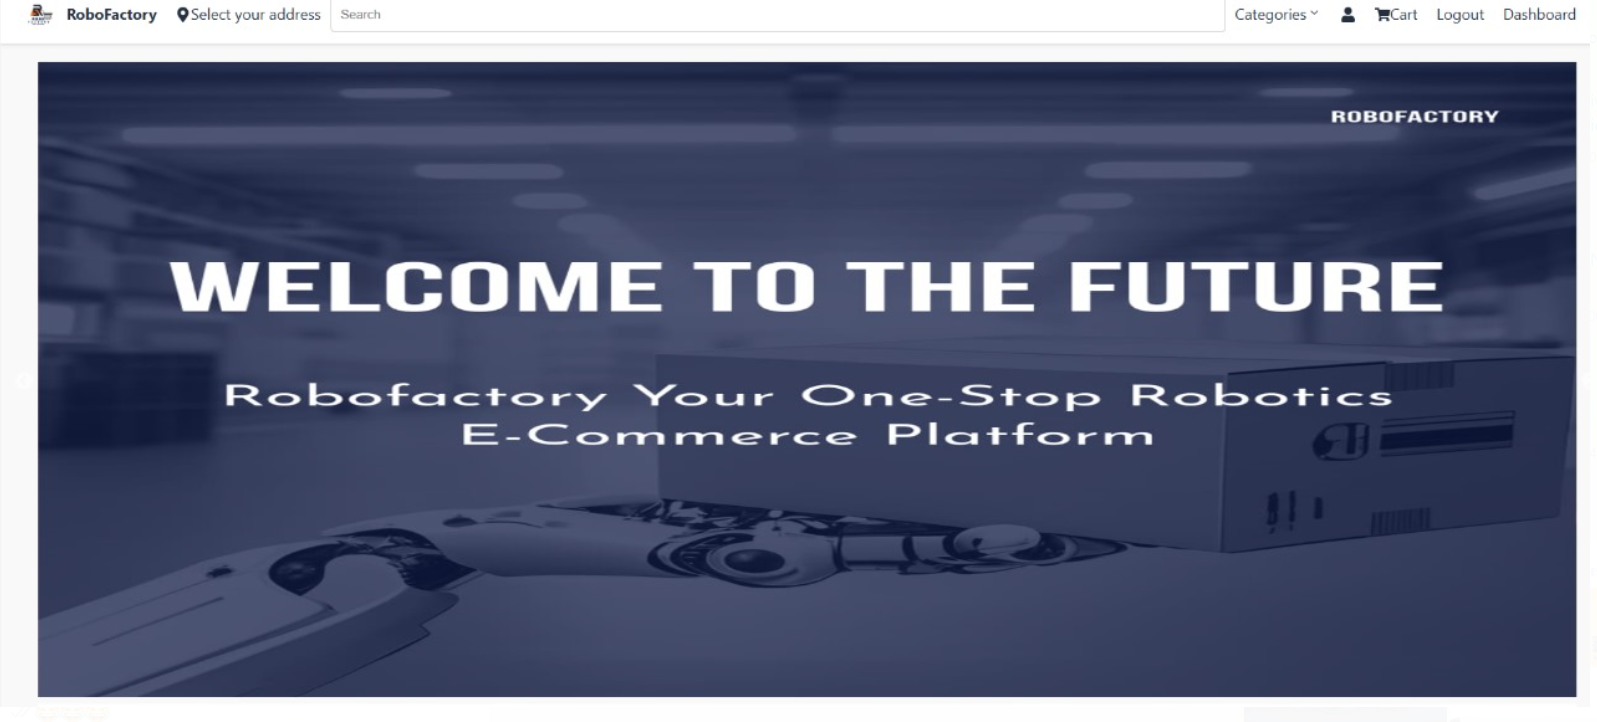 RoboFactory Select your address Search Categories Cart Logout Dashboard
ROBOFACTORY
WELCOME TO THE FUTURE
Robofactory Your One-Stop Robotics
E-Commerce Platform